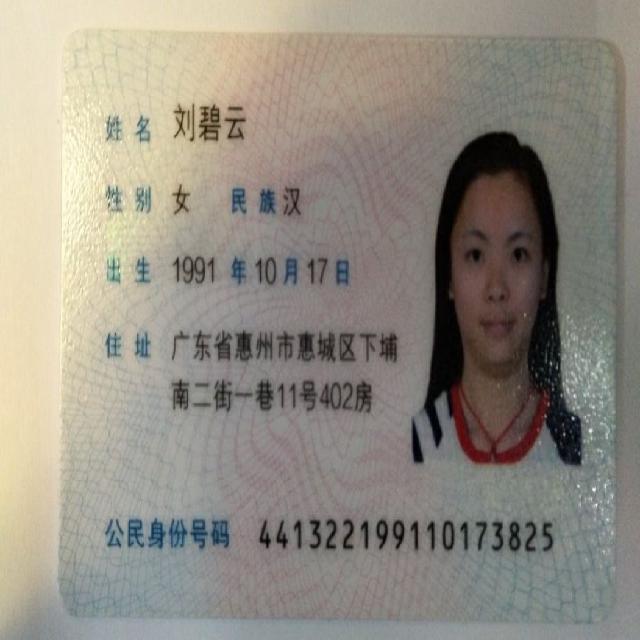 姓名 刘碧云
性别 女 民族 汉
出生 1991 年 10 月 17 日
住址 广东省惠州市惠城区下埔
南二街一巷11号402房
公民身份号码 441322199110173825